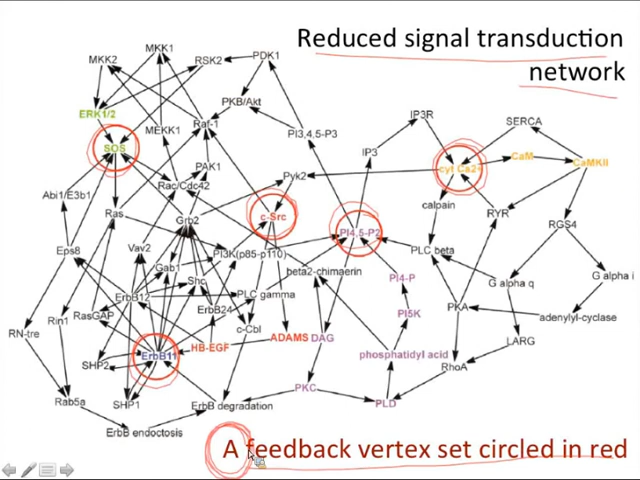 Reduced signal transduction
network
MKK1
MKK2
RSK2
PDK1
PKB/Akt
ERK1/2
Raf-1
MEKK1
PI3,4,5-P3
IP3R
SERCA
SOS
IP3
CaM
CaMKII
cyt Ca2+
PAK1
Rac/Cdc42
Pyk2
Abi1/E3b1
Ras
Grb2
c-Src
PI4,5-P2
calpain
RYR
RGS4
Eps8
Vav2
PI3K(p85-p110)
PLC beta
Gab1
beta2-chimaerin
PI4-P
G alpha q
G alpha i
Shc
ErbB12
PLC gamma
ErbB24
PKA
PI5K
RasGAP
Rin1
c-Cbl
adenylyl-cyclase
RN-tre
ADAMS
DAG
LARG
HB-EGF
ErbB11
phosphatidyl acid
SHP2
RhoA
PKC
Rab5a
SHP1
ErbB degradation
PLD
ErbB endoctosis
A feedback vertex set circled in red